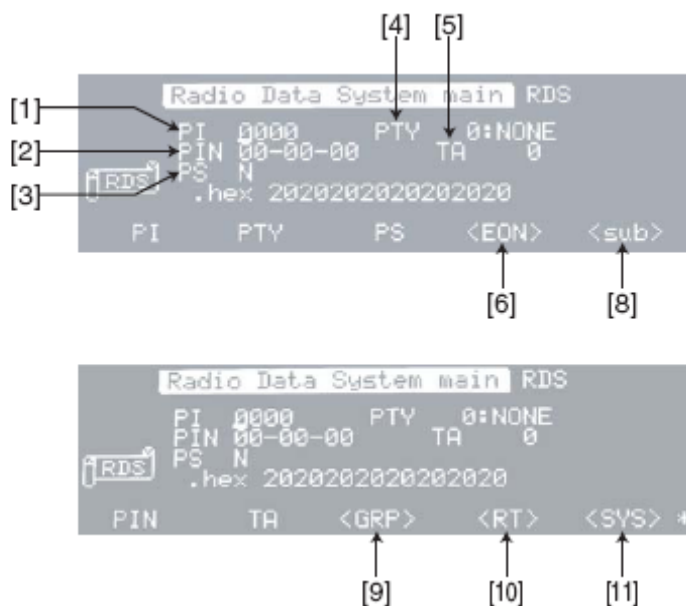 [4] [5]
Radio Data System main RDS
[1] PI 0000 PTY 0:NONE
[2] PIN 00-00-00 TA 0
[3] RDS PS N
.hex 2020202020202020
PI PTY PS <EON> <sub>
[6] [8]
Radio Data System main RDS
PI 0000 PTY 0:NONE
PIN 00-00-00 TA 0
RDS PS N
.hex 2020202020202020
PIN TA <GRP> <RT> <SYS> *
[9] [10] [11]